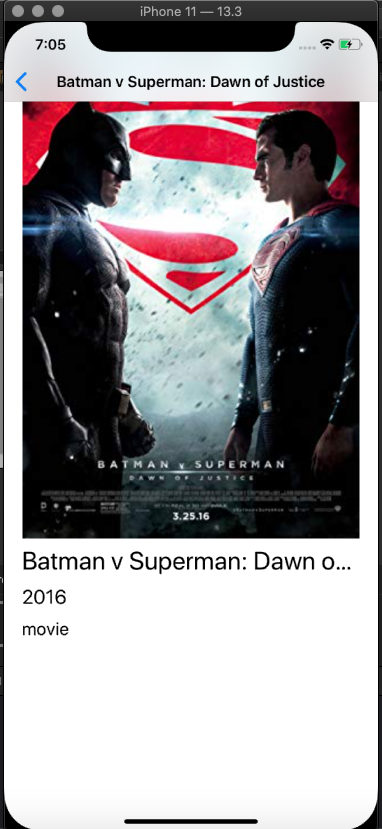 iPhone 11 — 13.3
7:05
Batman v Superman: Dawn of Justice
BATMAN v SUPERMAN
DAWN OF JUSTICE
3.25.16
Batman v Superman: Dawn o...
2016
movie